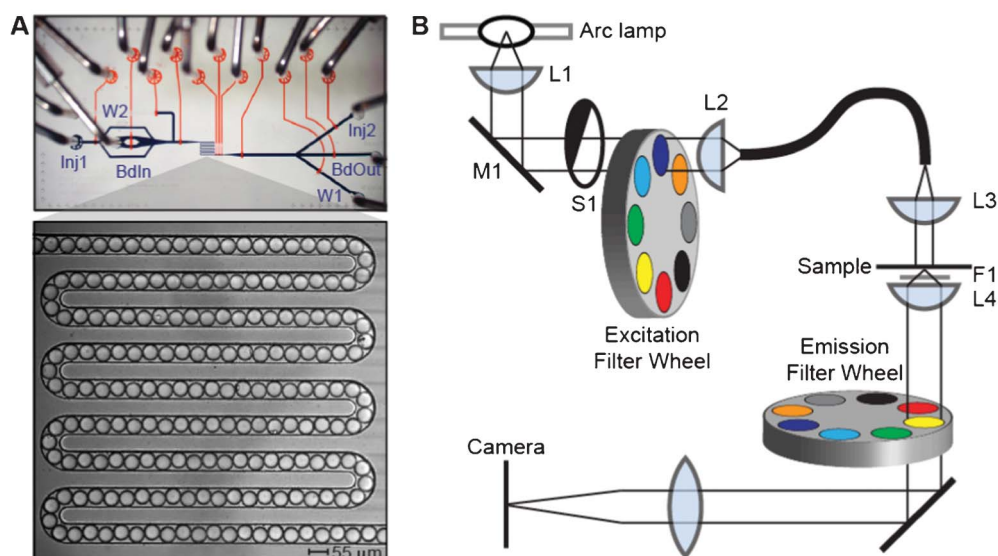 A
W2
Inj1
BdIn
Inj2
BdOut
W1
55 µm
B
Arc lamp
L1
L2
M1
S1
L3
Sample
F1
L4
Excitation
Filter Wheel
Emission
Filter Wheel
Camera